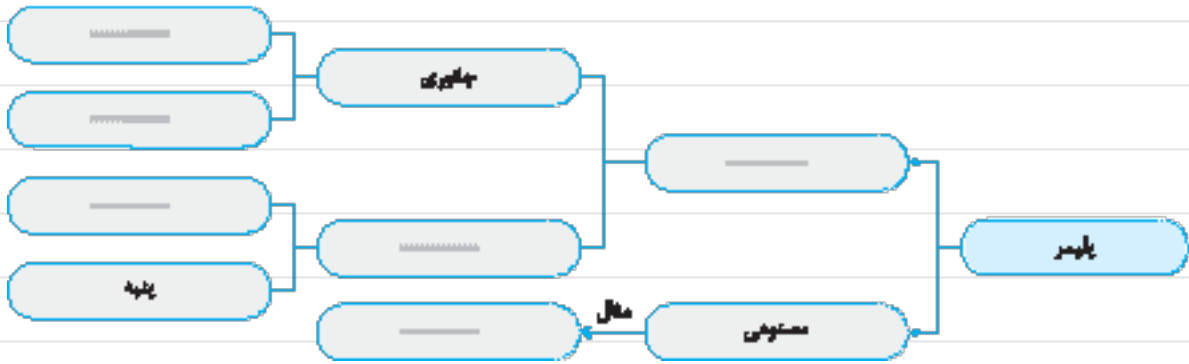 پلیمر
جانوری
مصنوعی
مثال
پنبه